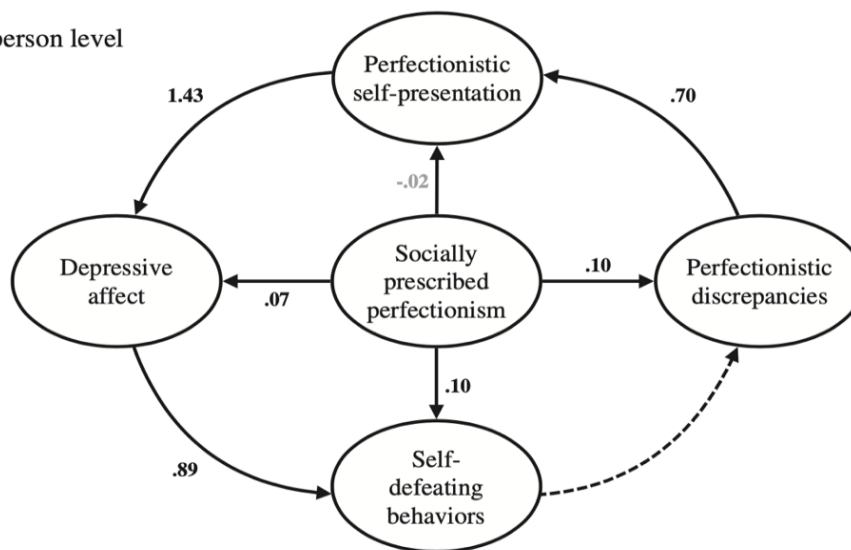 person level
Perfectionistic
self-presentation
1.43
.70
-.02
Depressive
affect
Socially
prescribed
perfectionism
Perfectionistic
discrepancies
.07
.10
.10
.89
Self-
defeating
behaviors